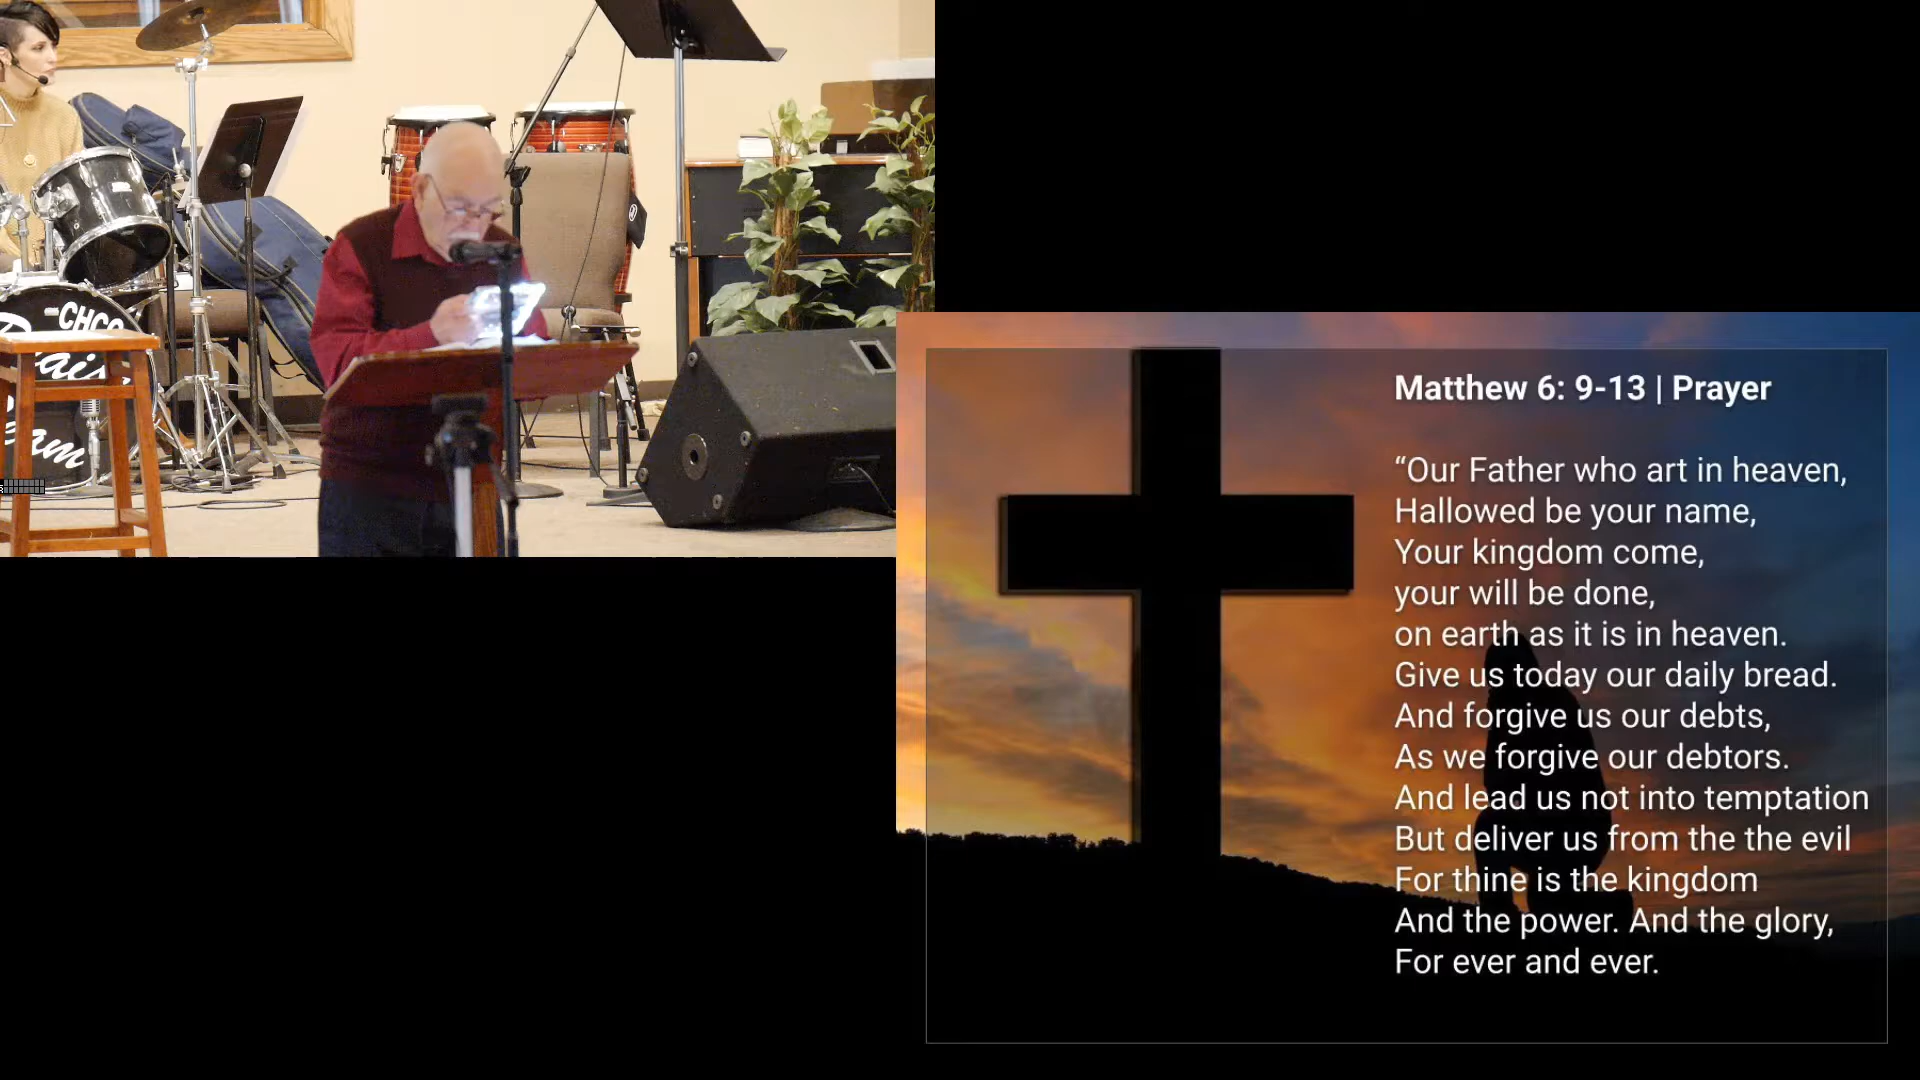 CHCC
Praise
Team
Matthew 6: 9-13 | Prayer
“Our Father who art in heaven,
Hallowed be your name,
Your kingdom come,
your will be done,
on earth as it is in heaven.
Give us today our daily bread.
And forgive us our debts,
As we forgive our debtors.
And lead us not into temptation
But deliver us from the the evil
For thine is the kingdom
And the power. And the glory,
For ever and ever.